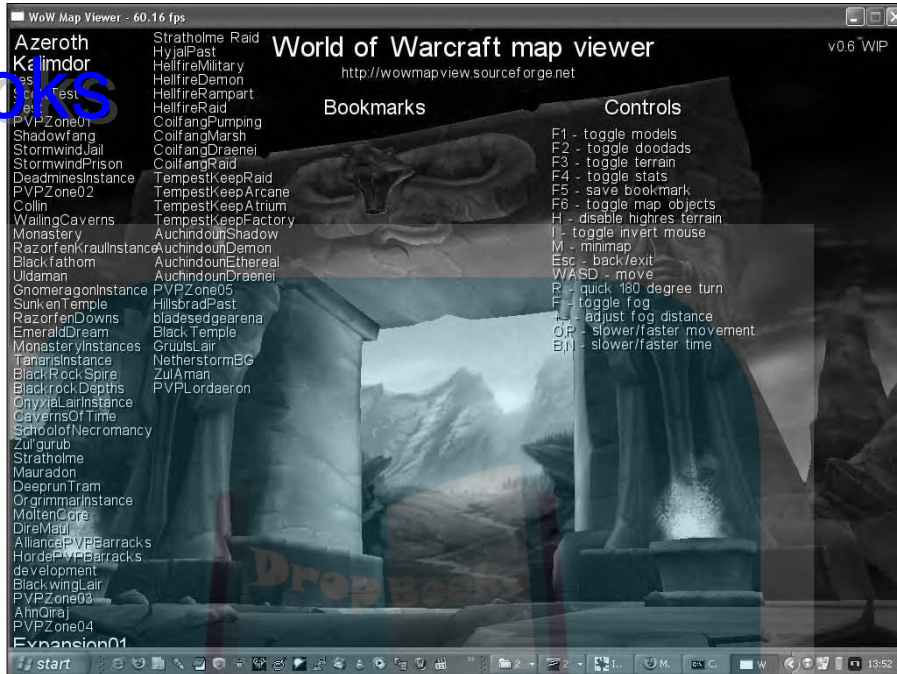 WoW Map Viewer - 60.16 fps
World of Warcraft map viewer
http://wowmapview.sourceforge.net
v0.6 WIP
Azeroth
Kalimdor
PVPZone01
Shadowfang
StormwindJail
StormwindPrison
DeadminesInstance
PVPZone02
Collin
WailingCaverns
Monastery
RazorfenKraulInstance
Blackfathom
Uldaman
GnomeragonInstance
SunkenTemple
RazorfenDowns
EmeraldDream
MonasteryInstances
TanarisInstance
BlackRockSpire
BlackrockDepths
OnyxiaLairInstance
CavernsOfTime
SchoolofNecromancy
Zul'gurub
Stratholme
Mauradon
DeeprunTram
OrgrimmarInstance
MoltenCore
DireMaul
AlliancePVPBarracks
HordePVPBarracks
development
BlackwingLair
PVPZone03
AhnQiraj
PVPZone04
Expansion01
Stratholme Raid
HyjalPast
HellfireMilitary
HellfireDemon
HellfireRampart
HellfireRaid
CoilfangPumping
CoilfangMarsh
CoilfangDraenei
CoilfangRaid
TempestKeepRaid
TempestKeepArcane
TempestKeepAtrium
TempestKeepFactory
AuchindounShadow
AuchindounDemon
AuchindounEthereal
AuchindounDraenei
PVPZone05
HillsbradPast
bladesedgearena
BlackTemple
GruulsLair
NetherstormBG
ZulAman
PVPLordaeron
Bookmarks
Controls
F1 - toggle models
F2 - toggle doodads
F3 - toggle terrain
F4 - toggle stats
F5 - save bookmark
F6 - toggle map objects
H - disable highres terrain
I - toggle invert mouse
M - minimap
Esc - back/exit
WASD - move
R - quick 180 degree turn
F - toggle fog
+,- - adjust fog distance
O,P - slower/faster movement
B,N - slower/faster time
oks
DropBooks
start
2
2
I..
M.
C.
W
13:52